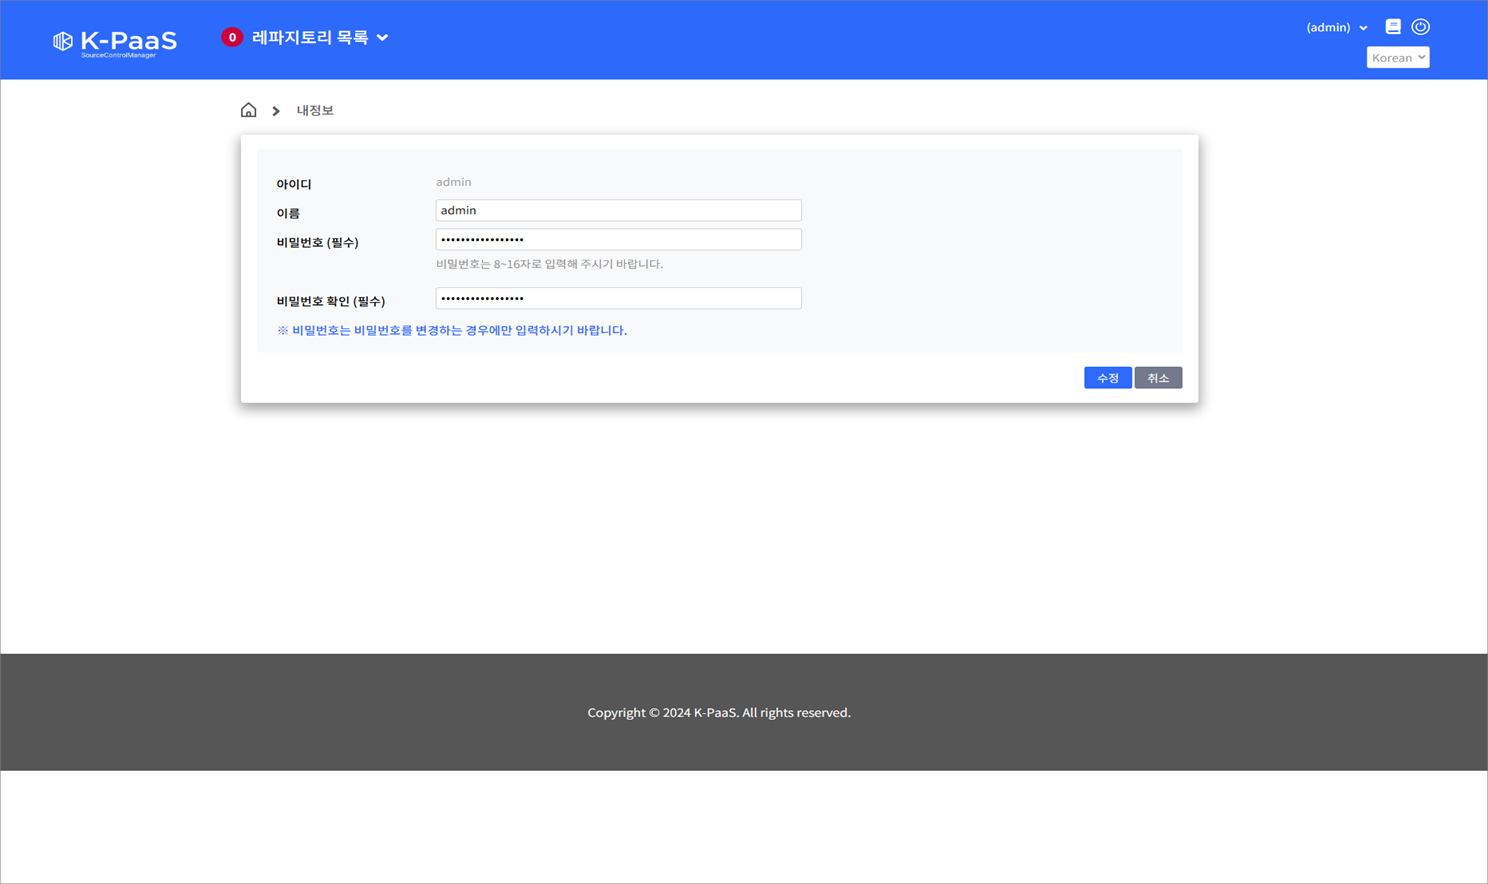 K-PaaS
SourceControlManager
0 레파지토리 목록
(admin)
Korean
내정보
아이디 admin
이름 admin
비밀번호 (필수) •••••••••••••••••
비밀번호는 8~16자로 입력해 주시기 바랍니다.
비밀번호 확인 (필수) •••••••••••••••••
※ 비밀번호는 비밀번호를 변경하는 경우에만 입력하시기 바랍니다.
수정 취소
Copyright © 2024 K-PaaS. All rights reserved.